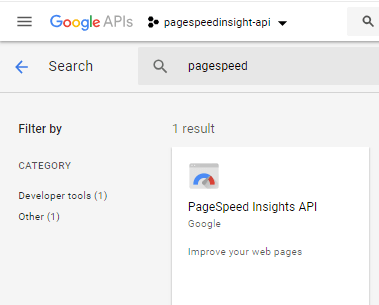 Google APIs pagespeedinsight-api
Search pagespeed
Filter by
1 result
CATEGORY
Developer tools (1)
Other (1)
PageSpeed Insights API
Google
Improve your web pages